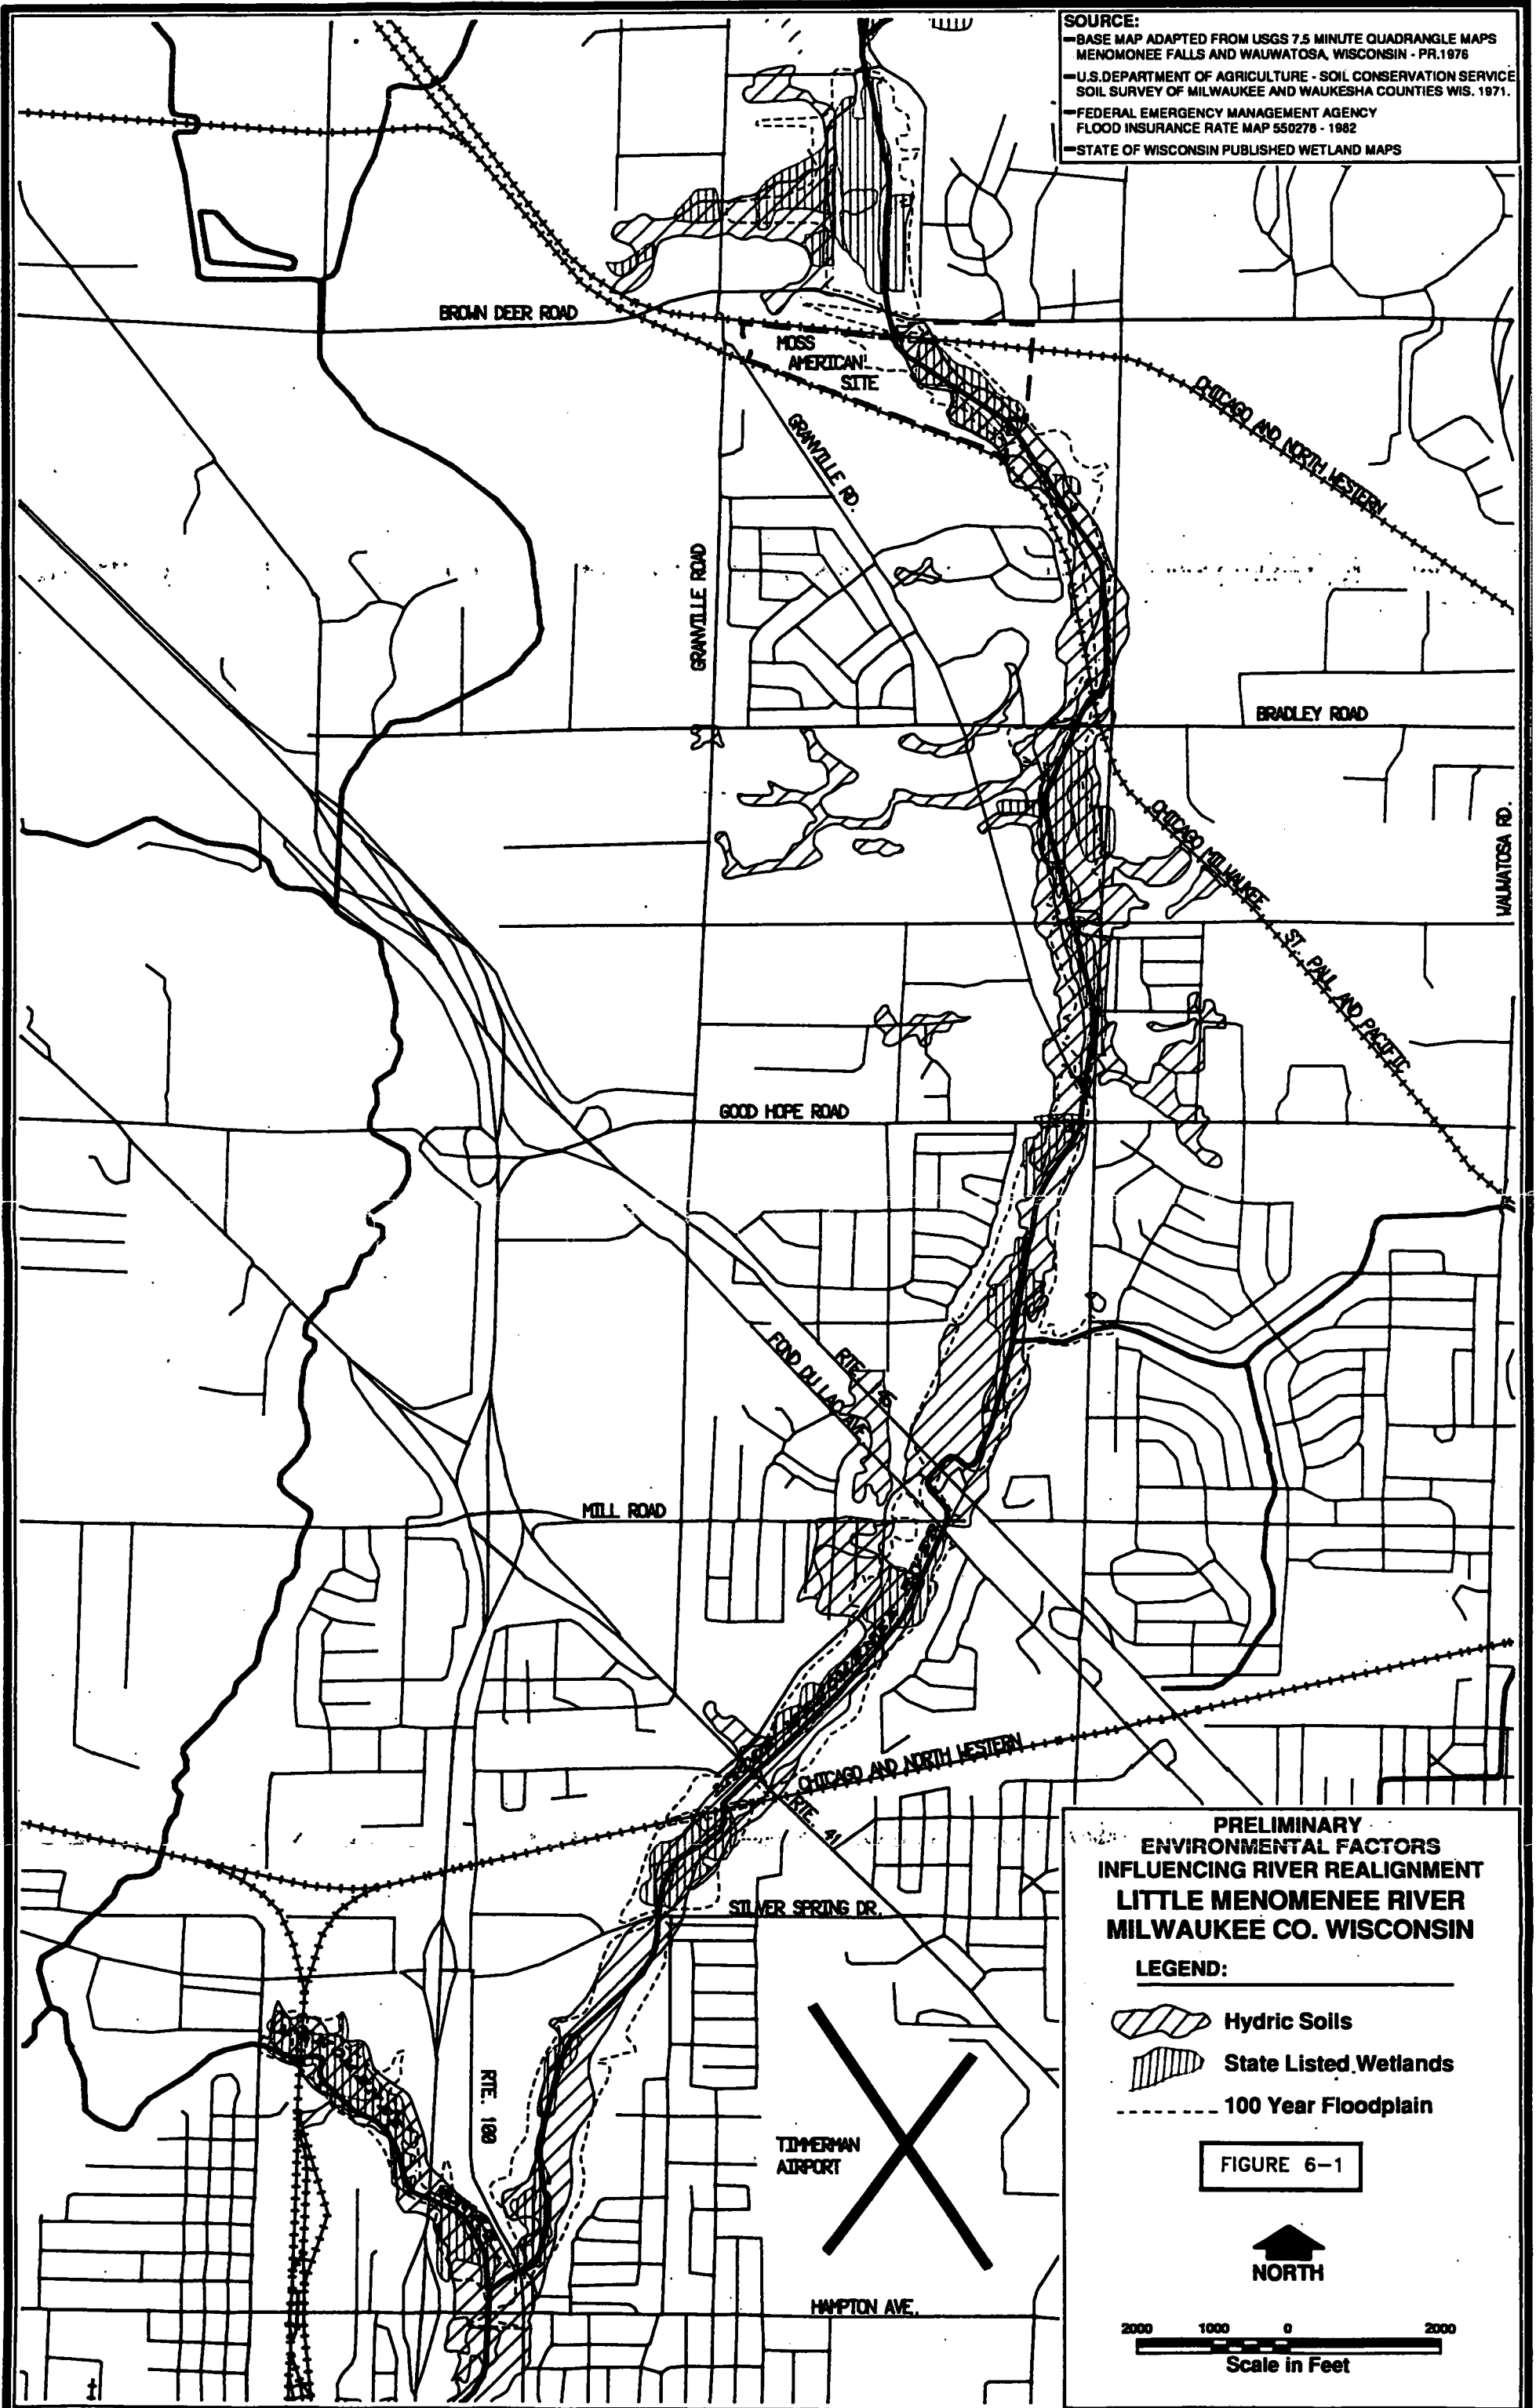 SOURCE:
BASE MAP ADAPTED FROM USGS 7.5 MINUTE QUADRANGLE MAPS
MENOMONEE FALLS AND WAUWATOSA, WISCONSIN - PR.1976
U.S.DEPARTMENT OF AGRICULTURE - SOIL CONSERVATION SERVICE
SOIL SURVEY OF MILWAUKEE AND WAUKESHA COUNTIES WIS. 1971.
FEDERAL EMERGENCY MANAGEMENT AGENCY
FLOOD INSURANCE RATE MAP 550278 - 1982
STATE OF WISCONSIN PUBLISHED WETLAND MAPS
BROWN DEER ROAD
MOSS
AMERICAN
SITE
CHICAGO AND NORTH WESTERN
GRANVILLE RD.
GRANVILLE ROAD
BRADLEY ROAD
WAUWATOSA RD.
CHICAGO MILWAUKEE
ST. PAUL AND PACIFIC
GOOD HOPE ROAD
RTE. 45
FOND DU LAC AVE.
MILL ROAD
CHICAGO AND NORTH WESTERN
RTE. 41
SILVER SPRING DR.
RTE. 100
TIMMERMAN
AIRPORT
HAMPTON AVE.
PRELIMINARY
ENVIRONMENTAL FACTORS
INFLUENCING RIVER REALIGNMENT
LITTLE MENOMENEE RIVER
MILWAUKEE CO. WISCONSIN
LEGEND:
Hydric Soils
State Listed Wetlands
100 Year Floodplain
FIGURE 6-1
NORTH
2000 1000 0 2000
Scale in Feet